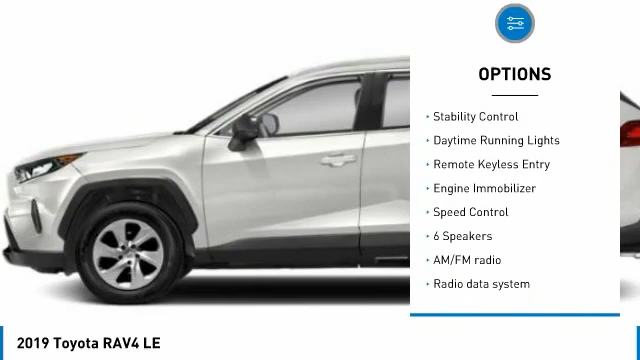 OPTIONS
Stability Control
Daytime Running Lights
Remote Keyless Entry
Engine Immobilizer
Speed Control
6 Speakers
AM/FM radio
Radio data system
2019 Toyota RAV4 LE